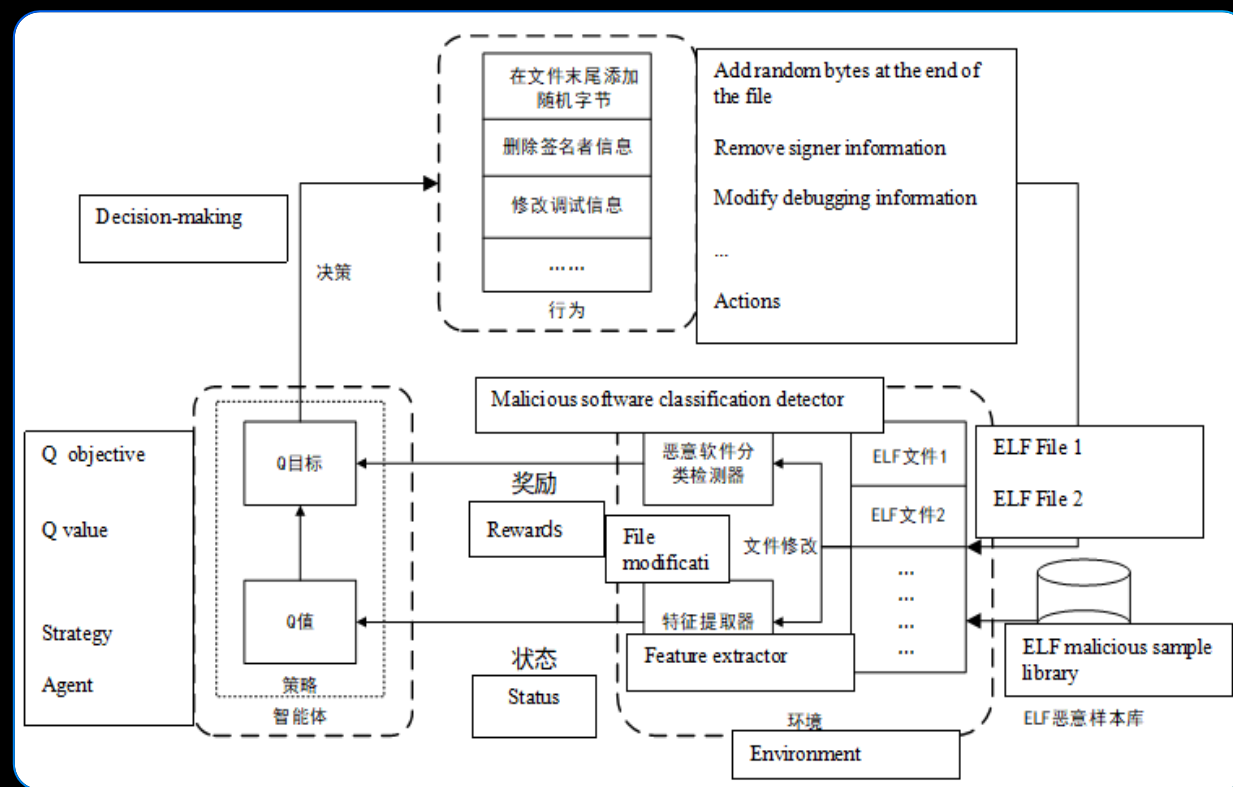 在文件末尾添加
随机字节
删除签名者信息
修改调试信息
……
行为
Add random bytes at the end of
the file
Remove signer information
Modify debugging information
...
Actions
Decision-making
决策
Malicious software classification detector
Q objective
Q value
Strategy
Agent
Q目标
Q值
策略
智能体
奖励
Rewards
状态
Status
恶意软件分
类检测器
File
modificati
文件修改
特征提取器
Feature extractor
ELF文件1
ELF文件2
...
...
...
...
环境
Environment
ELF File 1
ELF File 2
ELF malicious sample
library
ELF恶意样本库